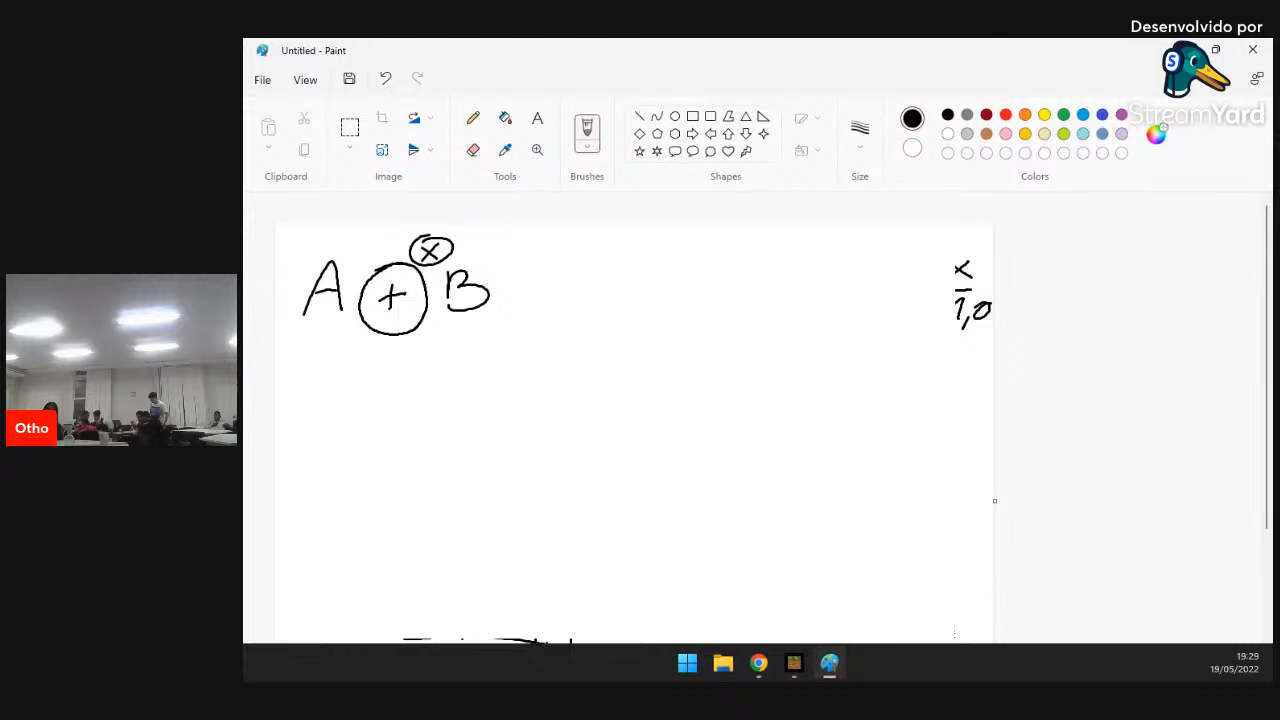 Desenvolvido por
StreamYard
Untitled - Paint
File View
Clipboard Image Tools Brushes Shapes Size Colors
x
A + B
x
1,0
Otho
19:29
19/05/2022